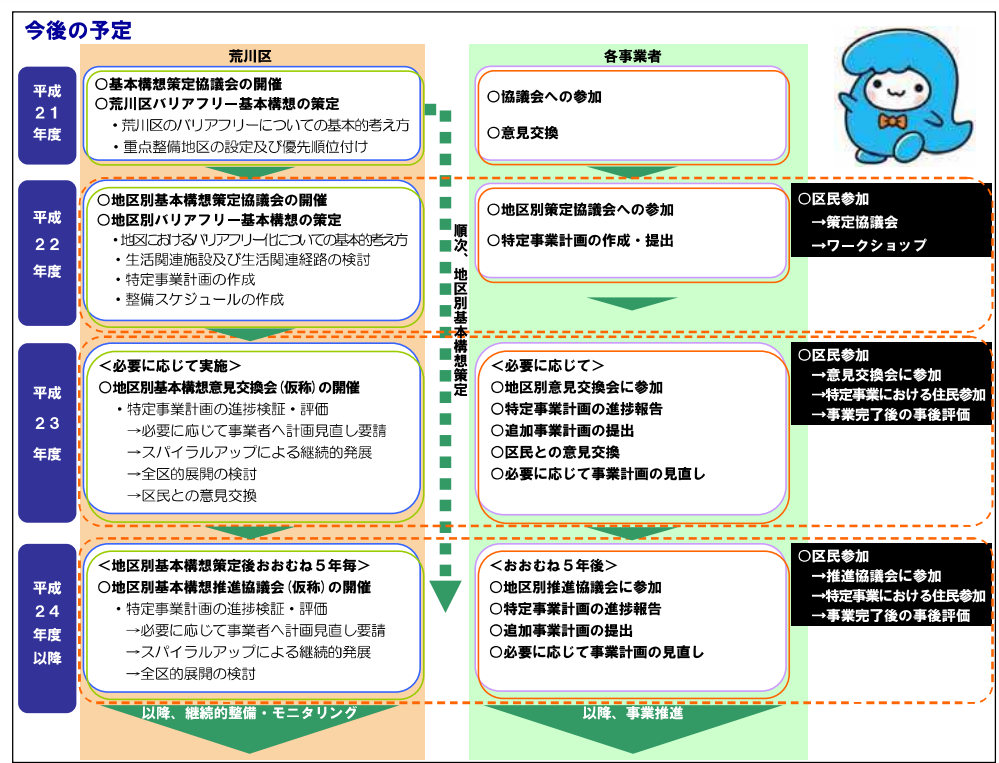 今後の予定
荒川区
各事業者
平成
２１
年度
○基本構想策定協議会の開催
○荒川区バリアフリー基本構想の策定
・荒川区のバリアフリーについての基本的考え方
・重点整備地区の設定及び優先順位付け
○協議会への参加
○意見交換
順次、地区別基本構想策定
平成
２２
年度
○地区別基本構想策定協議会の開催
○地区別バリアフリー基本構想の策定
・地区におけるバリアフリー化についての基本的考え方
・生活関連施設及び生活関連経路の検討
・特定事業計画の作成
・整備スケジュールの作成
○地区別策定協議会への参加
○特定事業計画の作成・提出
○区民参加
→策定協議会
→ワークショップ
平成
２３
年度
＜必要に応じて実施＞
○地区別基本構想意見交換会(仮称)の開催
・特定事業計画の進捗検証・評価
→必要に応じて事業者へ計画見直し要請
→スパイラルアップによる継続的発展
→全区的展開の検討
→区民との意見交換
＜必要に応じて＞
○地区別意見交換会に参加
○特定事業計画の進捗報告
○追加事業計画の提出
○区民との意見交換
○必要に応じて事業計画の見直し
○区民参加
→意見交換会に参加
→特定事業における住民参加
→事業完了後の事後評価
平成
２４
年度
以降
＜地区別基本構想策定後おおむね５年毎＞
○地区別基本構想推進協議会(仮称)の開催
・特定事業計画の進捗検証・評価
→必要に応じて事業者へ計画見直し要請
→スパイラルアップによる継続的発展
→全区的展開の検討
＜おおむね５年後＞
○地区別推進協議会に参加
○特定事業計画の進捗報告
○追加事業計画の提出
○必要に応じて事業計画の見直し
○区民参加
→推進協議会に参加
→特定事業における住民参加
→事業完了後の事後評価
以降、継続的整備・モニタリング
以降、事業推進